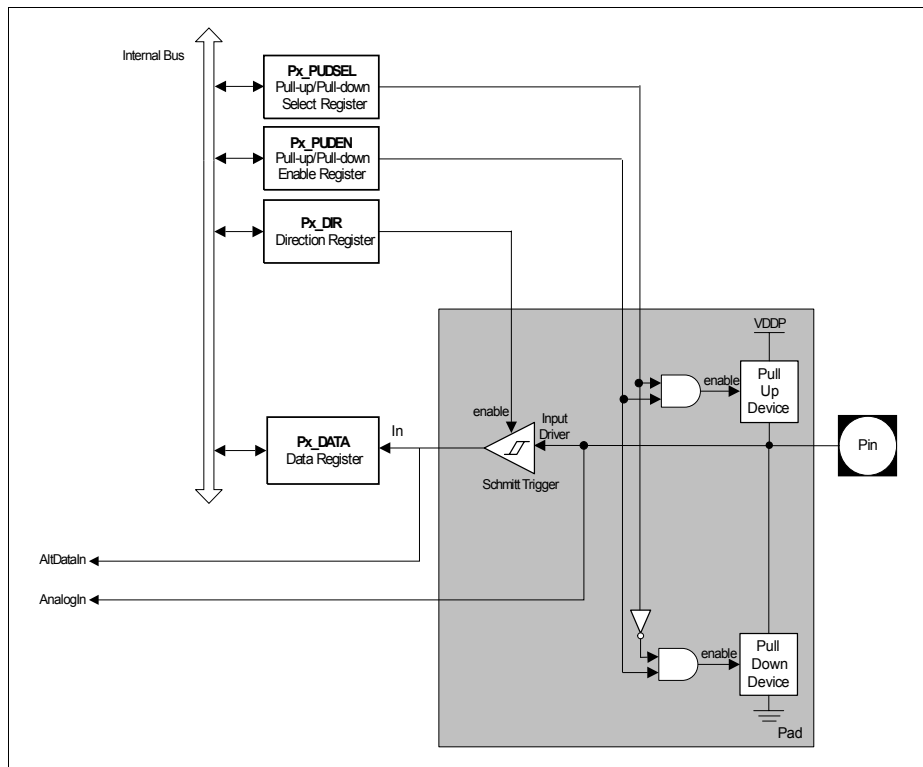 Internal Bus
Px_PUDSEL
Pull-up/Pull-down
Select Register
Px_PUDEN
Pull-up/Pull-down
Enable Register
Px_DIR
Direction Register
VDDP
Pull
Up
Device
enable
enable
Input
Driver
In
Px_DATA
Data Register
Schmitt Trigger
Pin
AltDataIn
AnalogIn
enable
Pull
Down
Device
Pad